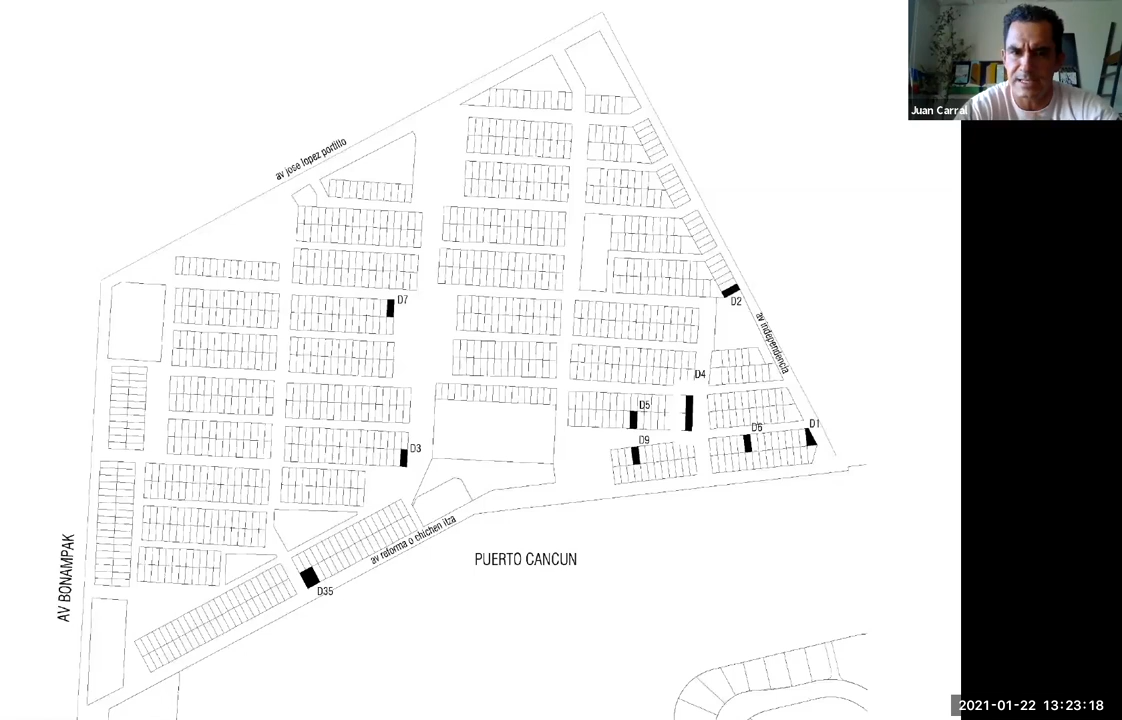 Juan Carral
av jose lopez portillo
D7
D2
av independencia
D4
D5
D1
D6
D9
D3
av reforma o chichen itza
AV BONAMPAK
PUERTO CANCUN
D35
2021-01-22 13:23:18